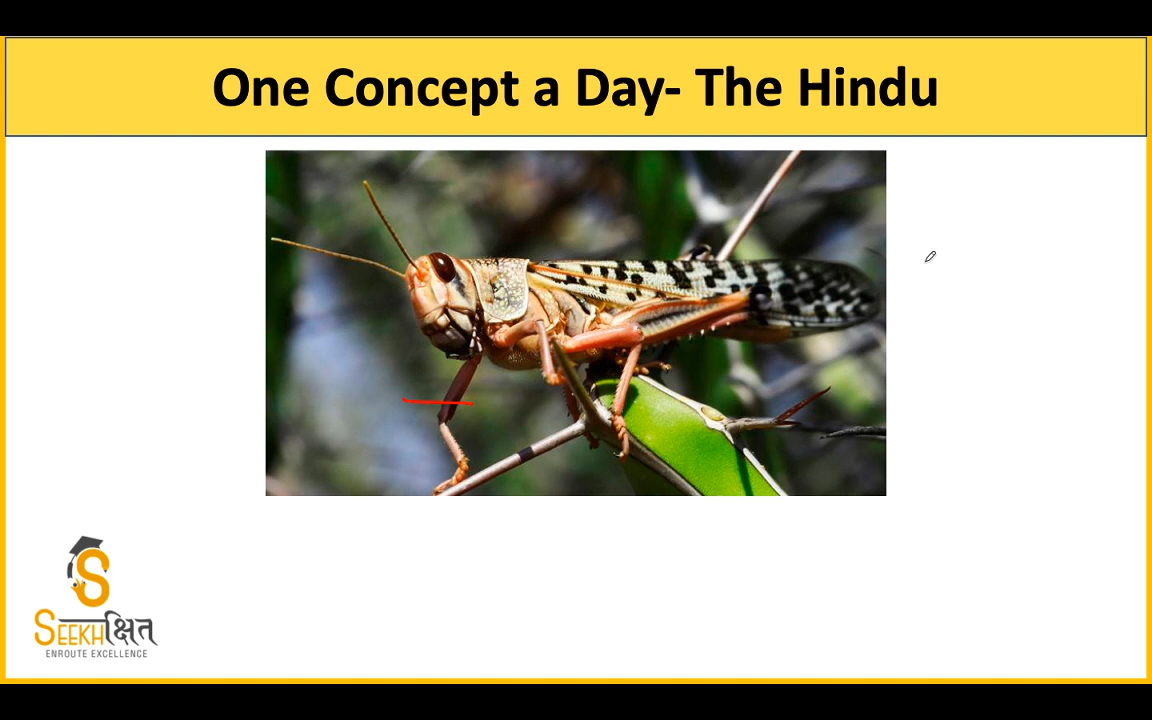 One Concept a Day- The Hindu
SEEKHक्षित
ENROUTE EXCELLENCE